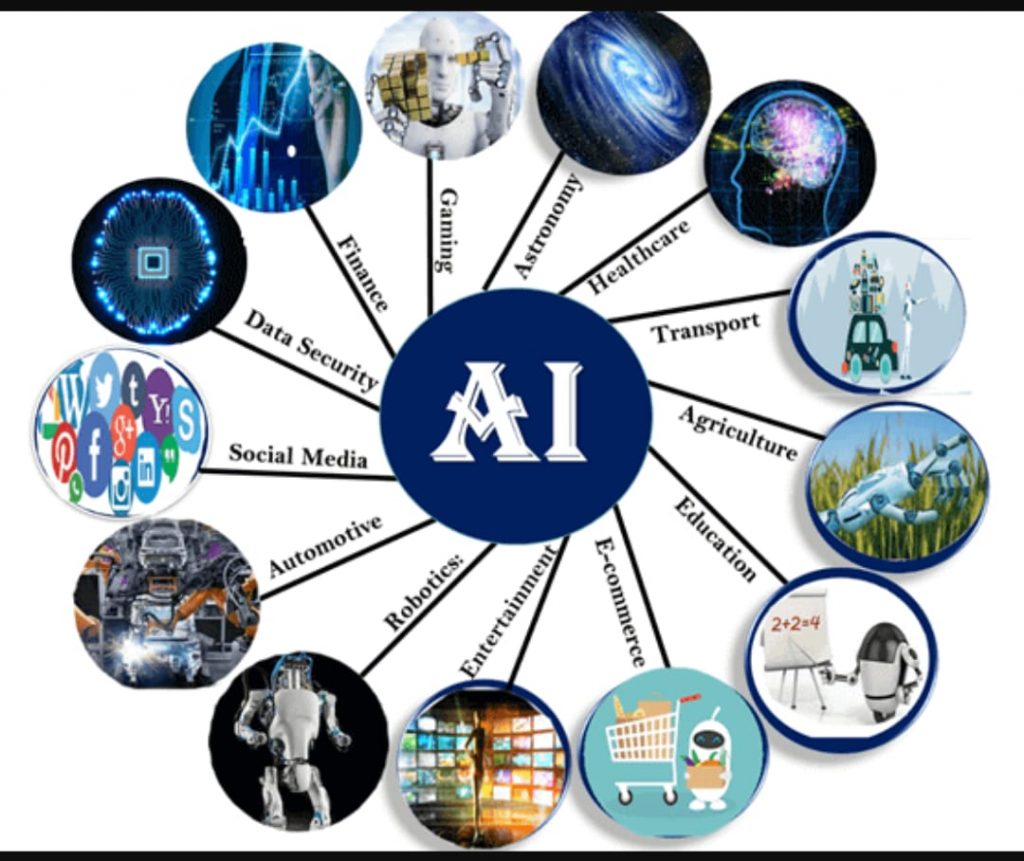 AI
Gaming
Astronomy
Healthcare
Transport
Agriculture
Education
2+2=4
E-commerce
Entertainment
Robotics:
Automotive
Social Media
W
t
Y!
S
g+
f
in
Data Security
Finance